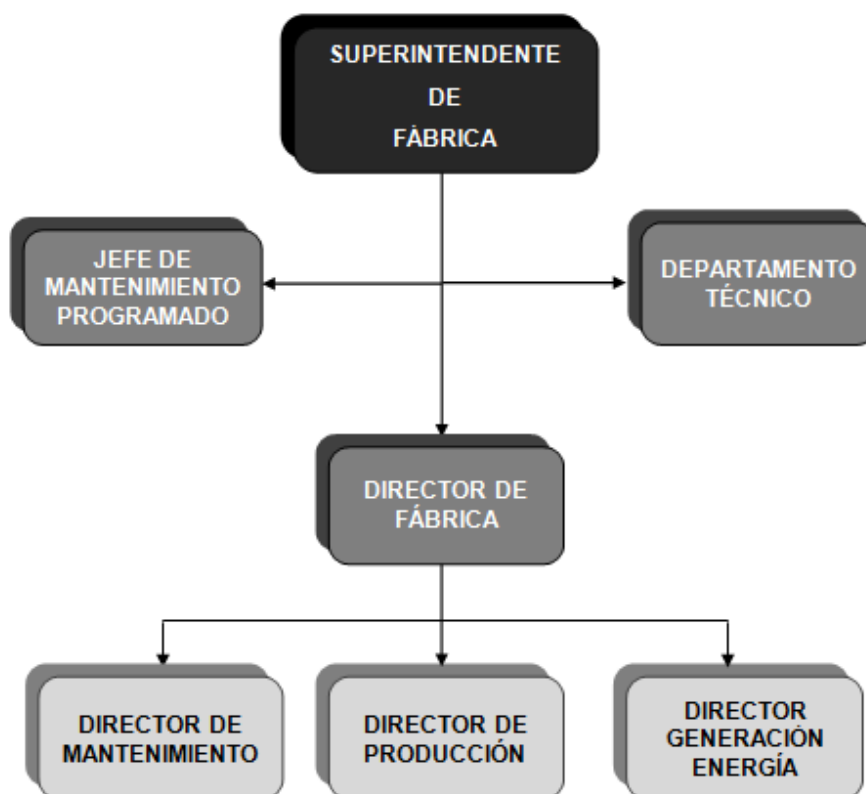 SUPERINTENDENTE
DE
FÀBRICA
JEFE DE
MANTENIMIENTO
PROGRAMADO
DEPARTAMENTO
TÉCNICO
DIRECTOR DE
FÁBRICA
DIRECTOR DE
MANTENIMIENTO
DIRECTOR DE
PRODUCCIÓN
DIRECTOR
GENERACIÓN
ENERGÍA